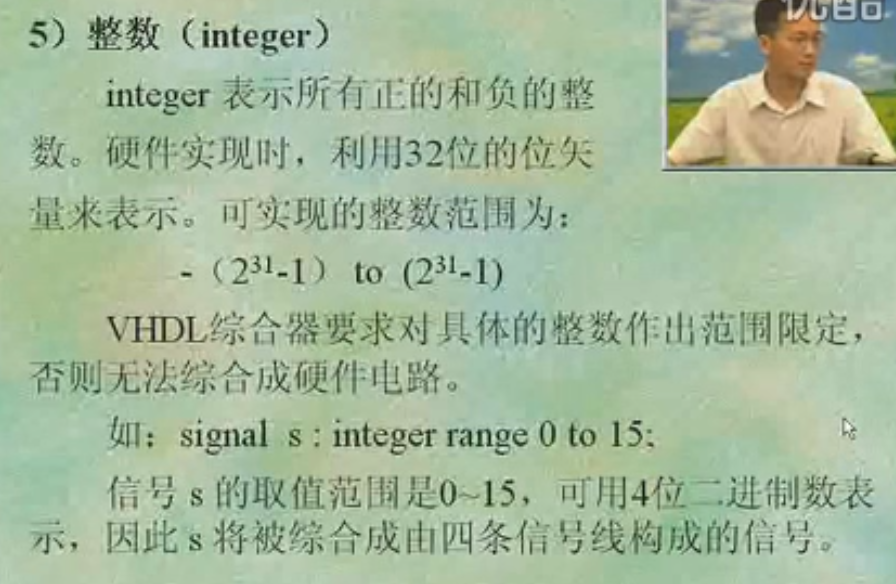 优酷
5）整数（integer）
integer 表示所有正的和负的整
数。硬件实现时，利用32位的位矢
量来表示。可实现的整数范围为：
-（2³¹-1） to (2³¹-1)
VHDL综合器要求对具体的整数作出范围限定，
否则无法综合成硬件电路。
如：signal s : integer range 0 to 15;
信号 s 的取值范围是0~15，可用4位二进制数表
示，因此 s 将被综合成由四条信号线构成的信号。